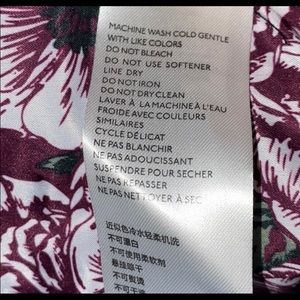 MACHINE WASH COLD GENTLE
WITH LIKE COLORS
DO NOT BLEACH
DO NOT USE SOFTENER
LINE DRY
DO NOT IRON
DO NOT DRY CLEAN
LAVER À LA MACHINE À L'EAU
FROIDE AVEC COULEURS
SIMILAIRES
CYCLE DÉLICAT
NE PAS BLANCHIR
NE PAS ADOUCISSANT
SUSPENDRE POUR SECHER
NE PAS REPASSER
NE PAS NETTOYER À SEC
近似色冷水轻柔机洗
不可漂白
不可使用柔软剂
悬挂晾干
不可熨烫
不可干洗